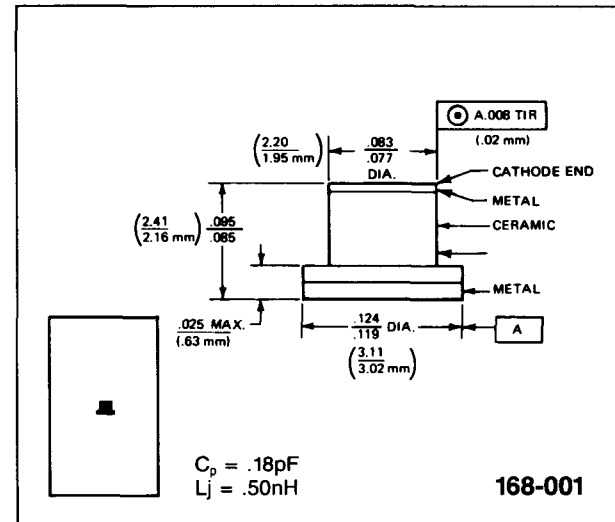 A.008 TIR
(.02 mm)
(2.20
1.95 mm)
.083
.077
DIA.
CATHODE END
METAL
CERAMIC
(2.41
2.16 mm)
.095
.085
METAL
.025 MAX.
(.63 mm)
.124
.119 DIA.
A
(3.11
3.02 mm)
Cp = .18pF
Lj = .50nH
168-001